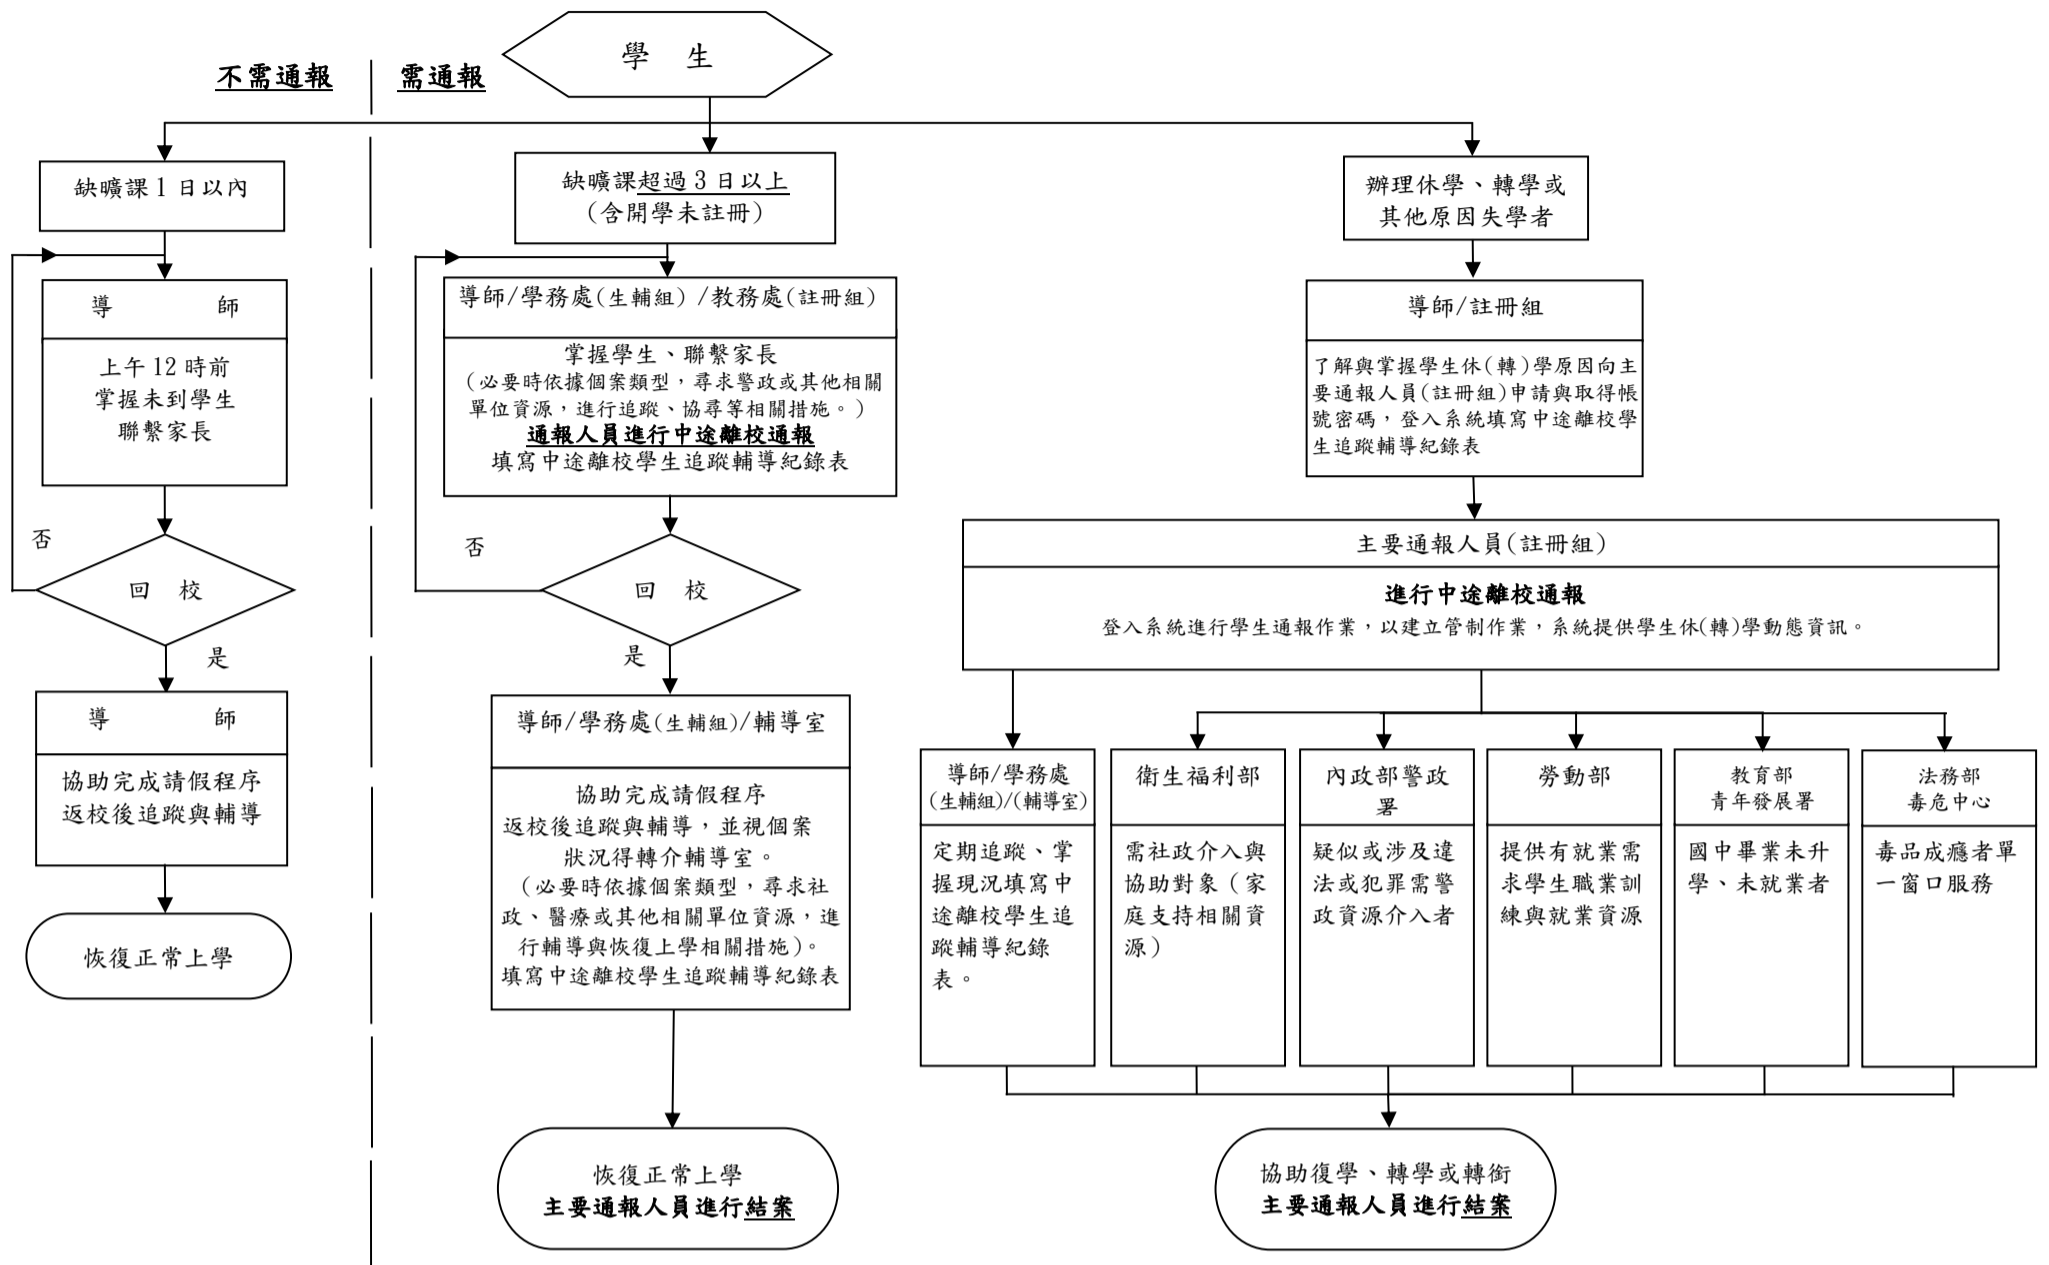 學 生
不需通報
需通報
缺曠課 1 日以內
導 師
上午 12 時前
掌握未到學生
聯繫家長
否
回 校
是
導 師
協助完成請假程序
返校後追蹤與輔導
恢復正常上學
缺曠課超過 3 日以上
(含開學未註冊)
導師/學務處(生輔組) /教務處(註冊組)
掌握學生、聯繫家長
(必要時依據個案類型，尋求警政或其他相關
單位資源，進行追蹤、協尋等相關措施。)
通報人員進行中途離校通報
填寫中途離校學生追蹤輔導紀錄表
否
回 校
是
導師/學務處(生輔組)/輔導室
協助完成請假程序
返校後追蹤與輔導，並視個案
狀況得轉介輔導室。
(必要時依據個案類型，尋求社
政、醫療或其他相關單位資源，進
行輔導與恢復上學相關措施)。
填寫中途離校學生追蹤輔導紀錄表
恢復正常上學
主要通報人員進行結案
辦理休學、轉學或
其他原因失學者
導師/註冊組
了解與掌握學生休(轉)學原因向主
要通報人員(註冊組)申請與取得帳
號密碼，登入系統填寫中途離校學
生追蹤輔導紀錄表
主要通報人員(註冊組)
進行中途離校通報
登入系統進行學生通報作業，以建立管制作業，系統提供學生休(轉)學動態資訊。
導師/學務處
(生輔組)/(輔導室)
定期追蹤、掌
握現況填寫中
途離校學生追
蹤輔導紀錄
表。
衛生福利部
需社政介入與
協助對象（家
庭支持相關資
源）
內政部警政
署
疑似或涉及違
法或犯罪需警
政資源介入者
勞動部
提供有就業需
求學生職業訓
練與就業資源
教育部
青年發展署
國中畢業未升
學、未就業者
法務部
毒危中心
毒品成癮者單
一窗口服務
協助復學、轉學或轉銜
主要通報人員進行結案